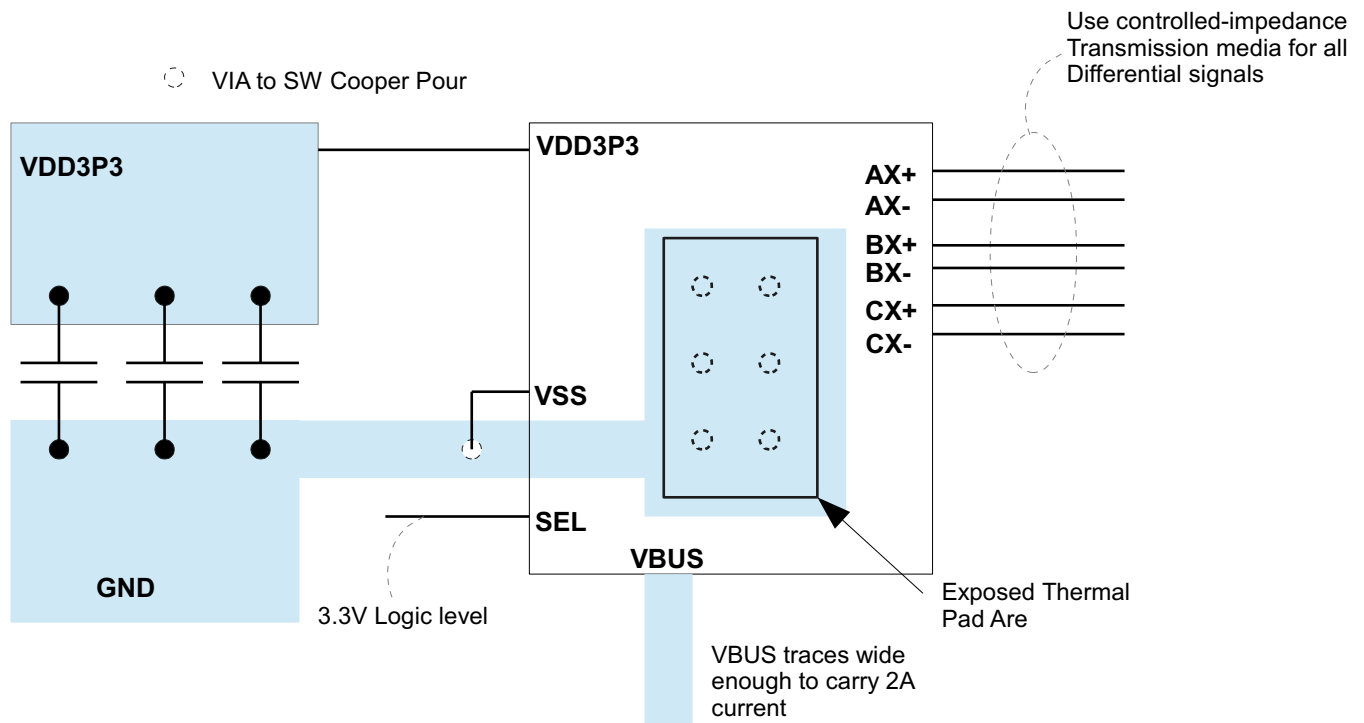 Use controlled-impedance
Transmission media for all
Differential signals
VIA to SW Cooper Pour
VDD3P3
VDD3P3
AX+
AX-
BX+
BX-
CX+
CX-
VSS
SEL
VBUS
GND
3.3V Logic level
Exposed Thermal
Pad Are
VBUS traces wide
enough to carry 2A
current